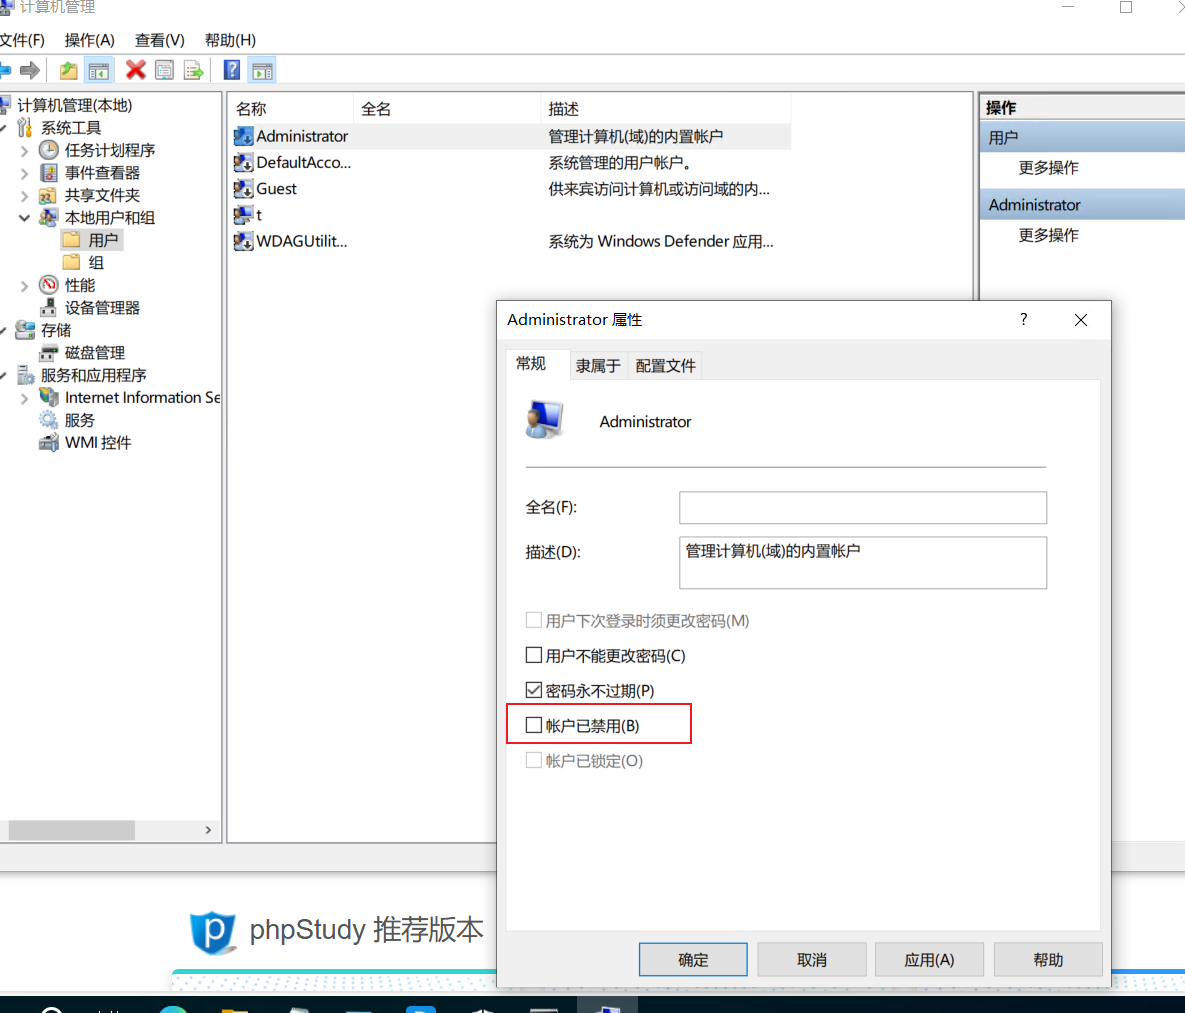 计算机管理
文件(F) 操作(A) 查看(V) 帮助(H)
计算机管理(本地)
系统工具
任务计划程序
事件查看器
共享文件夹
本地用户和组
用户
组
性能
设备管理器
存储
磁盘管理
服务和应用程序
Internet Information Se
服务
WMI 控件
名称 全名 描述
Administrator 管理计算机(域)的内置帐户
DefaultAcco... 系统管理的用户帐户。
Guest 供来宾访问计算机或访问域的内...
t
WDAGUtilit... 系统为 Windows Defender 应用...
操作
用户
更多操作
Administrator
更多操作
Administrator 属性
?
常规 隶属于 配置文件
Administrator
全名(F):
描述(D): 管理计算机(域)的内置帐户
用户下次登录时须更改密码(M)
用户不能更改密码(C)
密码永不过期(P)
帐户已禁用(B)
帐户已锁定(O)
确定 取消 应用(A) 帮助
phpStudy 推荐版本